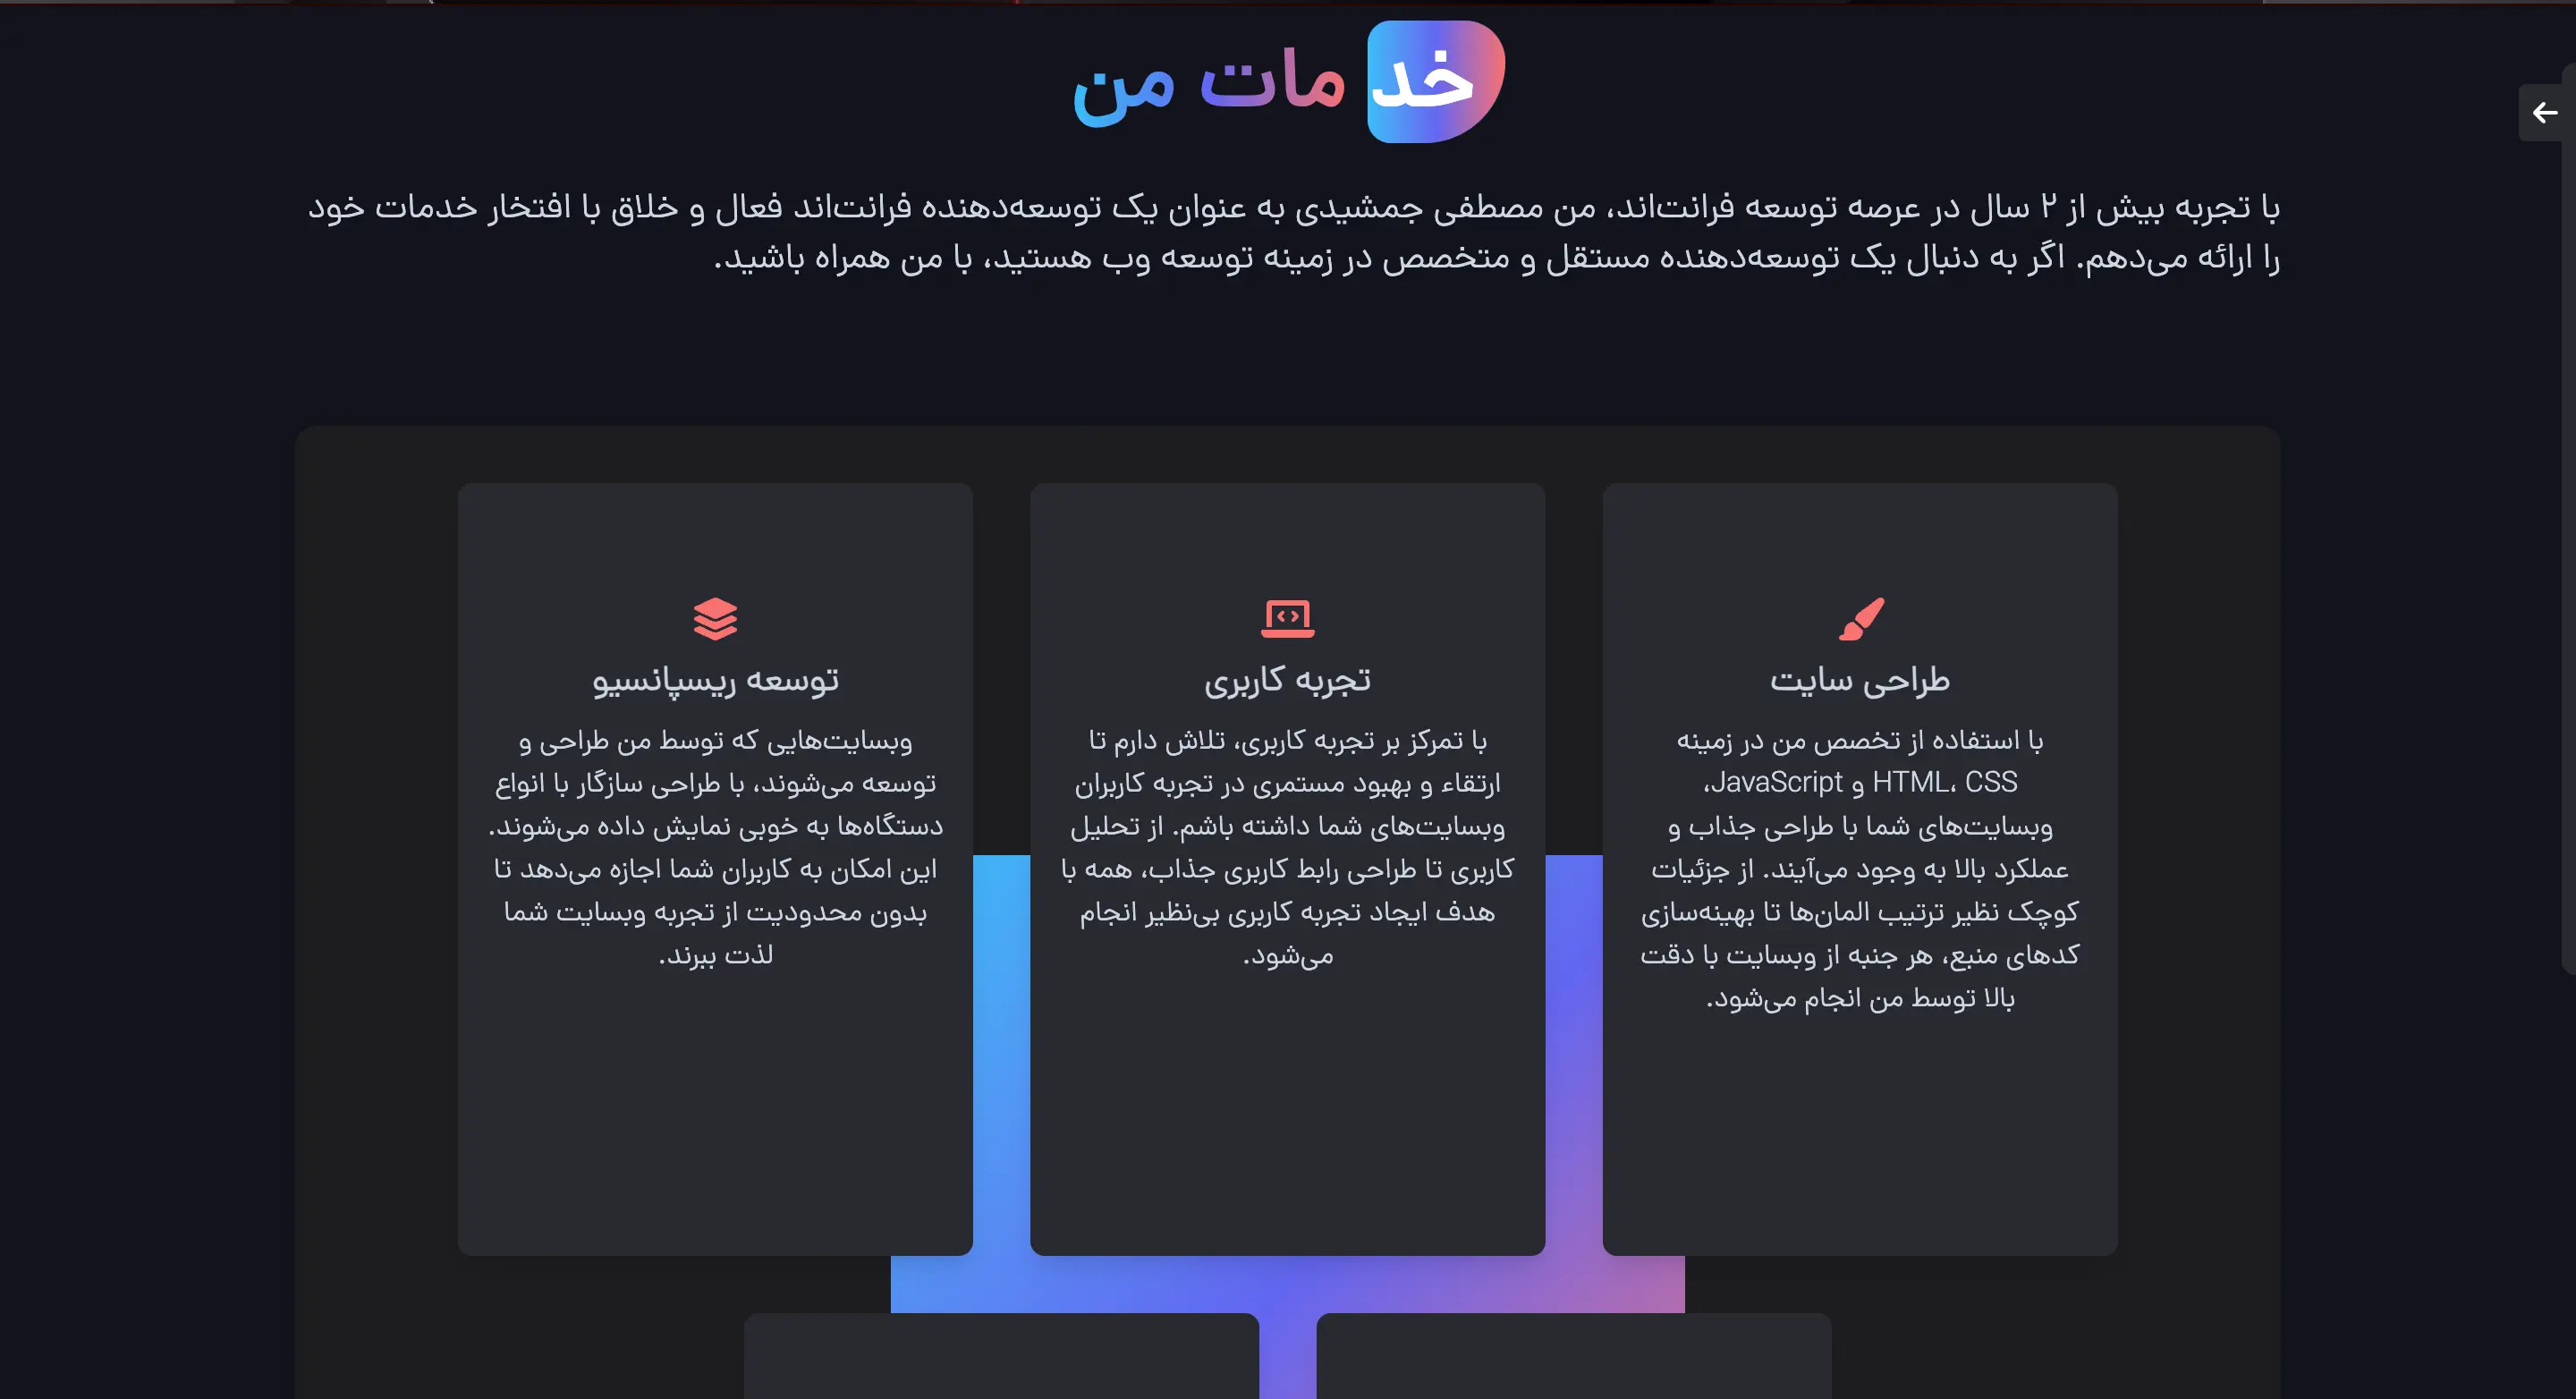 خدمات من
با تجربه بیش از ۲ سال در عرصه توسعه فرانت‌اند، من مصطفی جمشیدی به عنوان یک توسعه‌دهنده فرانت‌اند فعال و خلاق با افتخار خدمات خود
را ارائه می‌دهم. اگر به دنبال یک توسعه‌دهنده مستقل و متخصص در زمینه توسعه وب هستید، با من همراه باشید.
طراحی سایت
با استفاده از تخصص من در زمینه
HTML، CSS و JavaScript،
وبسایت‌های شما با طراحی جذاب و
عملکرد بالا به وجود می‌آیند. از جزئیات
کوچک نظیر ترتیب المان‌ها تا بهینه‌سازی
کدهای منبع، هر جنبه از وبسایت با دقت
بالا توسط من انجام می‌شود.
تجربه کاربری
با تمرکز بر تجربه کاربری، تلاش دارم تا
ارتقاء و بهبود مستمری در تجربه کاربران
وبسایت‌های شما داشته باشم. از تحلیل
کاربری تا طراحی رابط کاربری جذاب، همه با
هدف ایجاد تجربه کاربری بی‌نظیر انجام
می‌شود.
توسعه ریسپانسیو
وبسایت‌هایی که توسط من طراحی و
توسعه می‌شوند، با طراحی سازگار با انواع
دستگاه‌ها به خوبی نمایش داده می‌شوند.
این امکان به کاربران شما اجازه می‌دهد تا
بدون محدودیت از تجربه وبسایت شما
لذت ببرند.